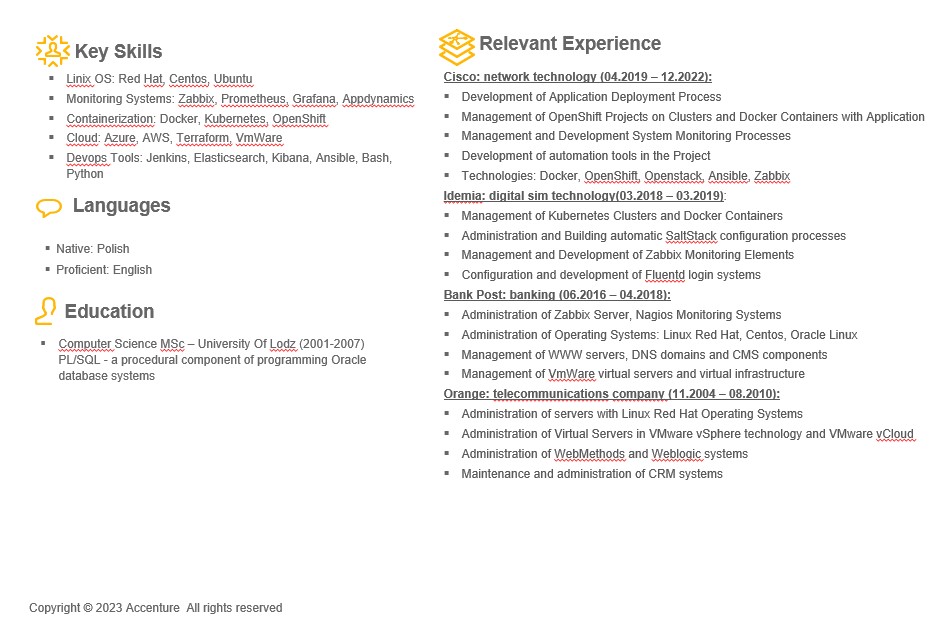 Key Skills
Linix OS: Red Hat, Centos, Ubuntu
Monitoring Systems: Zabbix, Prometheus, Grafana, Appdynamics
Containerization: Docker, Kubernetes, OpenShift
Cloud: Azure, AWS, Terraform, VmWare
Devops Tools: Jenkins, Elasticsearch, Kibana, Ansible, Bash,
Python
Languages
Native: Polish
Proficient: English
Education
Computer Science MSc – University Of Lodz (2001-2007)
PL/SQL - a procedural component of programming Oracle
database systems
Relevant Experience
Cisco: network technology (04.2019 – 12.2022):
Development of Application Deployment Process
Management of OpenShift Projects on Clusters and Docker Containers with Application
Management and Development System Monitoring Processes
Development of automation tools in the Project
Technologies: Docker, OpenShift, Openstack, Ansible, Zabbix
Idemia: digital sim technology(03.2018 – 03.2019):
Management of Kubernetes Clusters and Docker Containers
Administration and Building automatic SaltStack configuration processes
Management and Development of Zabbix Monitoring Elements
Configuration and development of Fluentd login systems
Bank Post: banking (06.2016 – 04.2018):
Administration of Zabbix Server, Nagios Monitoring Systems
Administration of Operating Systems: Linux Red Hat, Centos, Oracle Linux
Management of WWW servers, DNS domains and CMS components
Management of VmWare virtual servers and virtual infrastructure
Orange: telecommunications company (11.2004 – 08.2010):
Administration of servers with Linux Red Hat Operating Systems
Administration of Virtual Servers in VMware vSphere technology and VMware vCloud
Administration of WebMethods and Weblogic systems
Maintenance and administration of CRM systems
Copyright © 2023 Accenture  All rights reserved